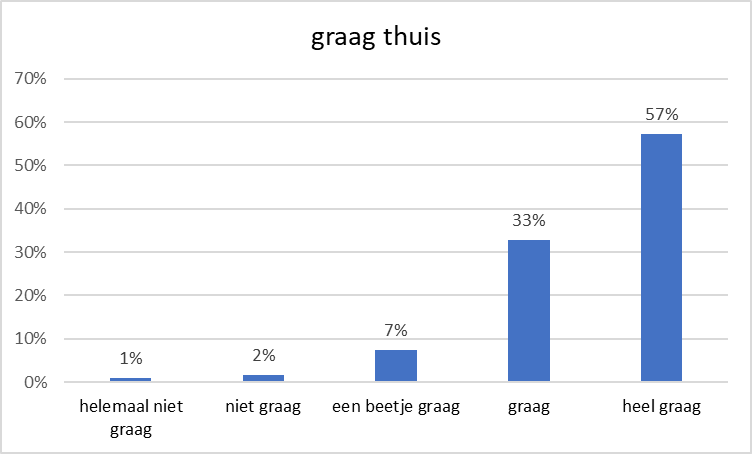 graag thuis
70%
60%
50%
40%
30%
20%
10%
0%
1%
2%
7%
33%
57%
helemaal niet
graag
niet graag
een beetje graag
graag
heel graag